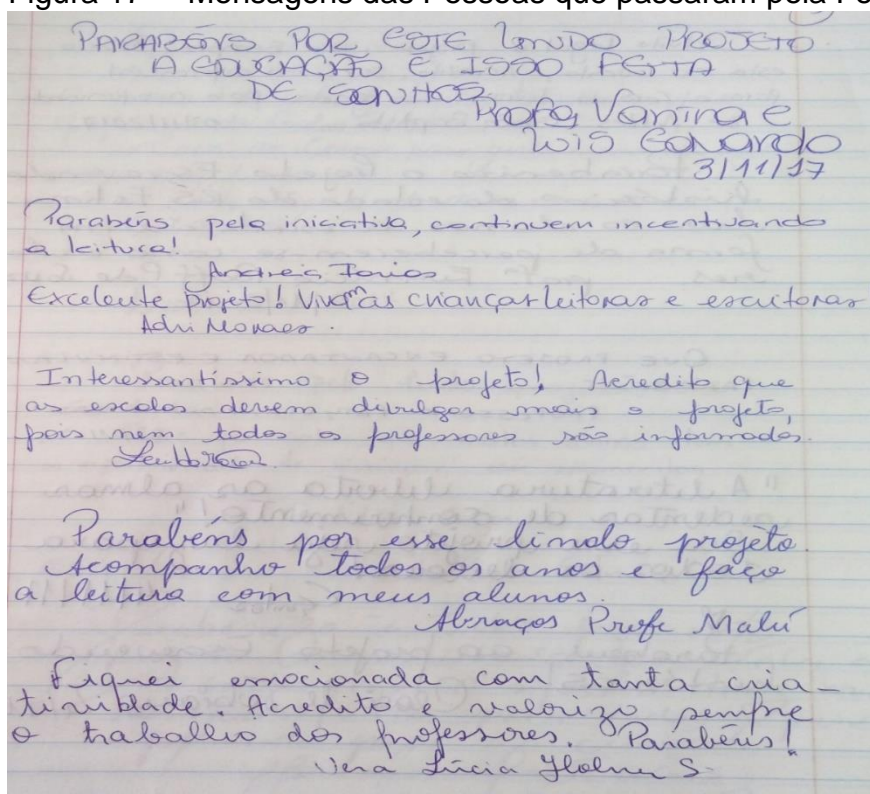 Mensagens das Pessoas que passaram pela
PARABÉNS POR ESTE LINDO PROJETO
A EDUCAÇÃO É ISSO FEITA
DE SONHOS
Profa Vanina e
Luis Eduardo
3/11/17
Parabéns pela iniciativa, continuem incentivando
a leitura!
Andreia
Excelente projeto! Vivam as crianças leitoras e escritoras
Adri Moraes.
Interessantíssimo o projeto! Acredito que
as escolas devem divulgar mais o projeto,
pois nem todos os professores são informados.
Parabéns por esse lindo projeto.
Acompanho todos os anos e faço
a leitura com meus alunos.
Abraços Profe Malú
Fiquei emocionada com tanta cria-
tividade. Acredito e valorizo sempre
o trabalho dos professores. Parabéns!
Vera Lúcia S.